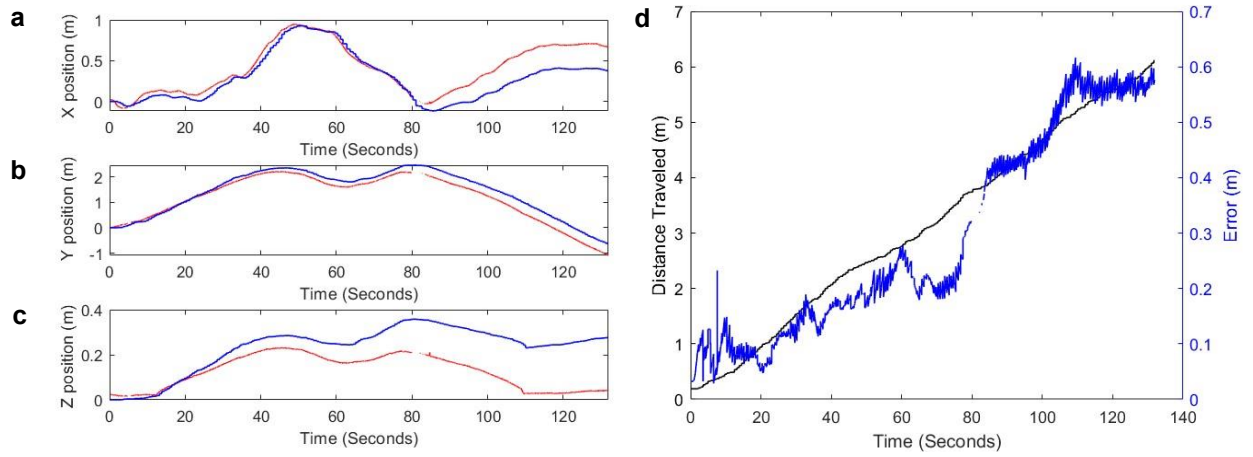 a
X position (m)
1
0.5
0
0 20 40 60 80 100 120
Time (Seconds)
b
Y position (m)
2
1
0
-1
0 20 40 60 80 100 120
Time (Seconds)
c
Z position (m)
0.4
0.2
0
0 20 40 60 80 100 120
Time (Seconds)
d
Distance Traveled (m)
7
6
5
4
3
2
1
0
0 20 40 60 80 100 120 140
Time (Seconds)
0.7
0.6
0.5
0.4
0.3
0.2
0.1
0
Error (m)